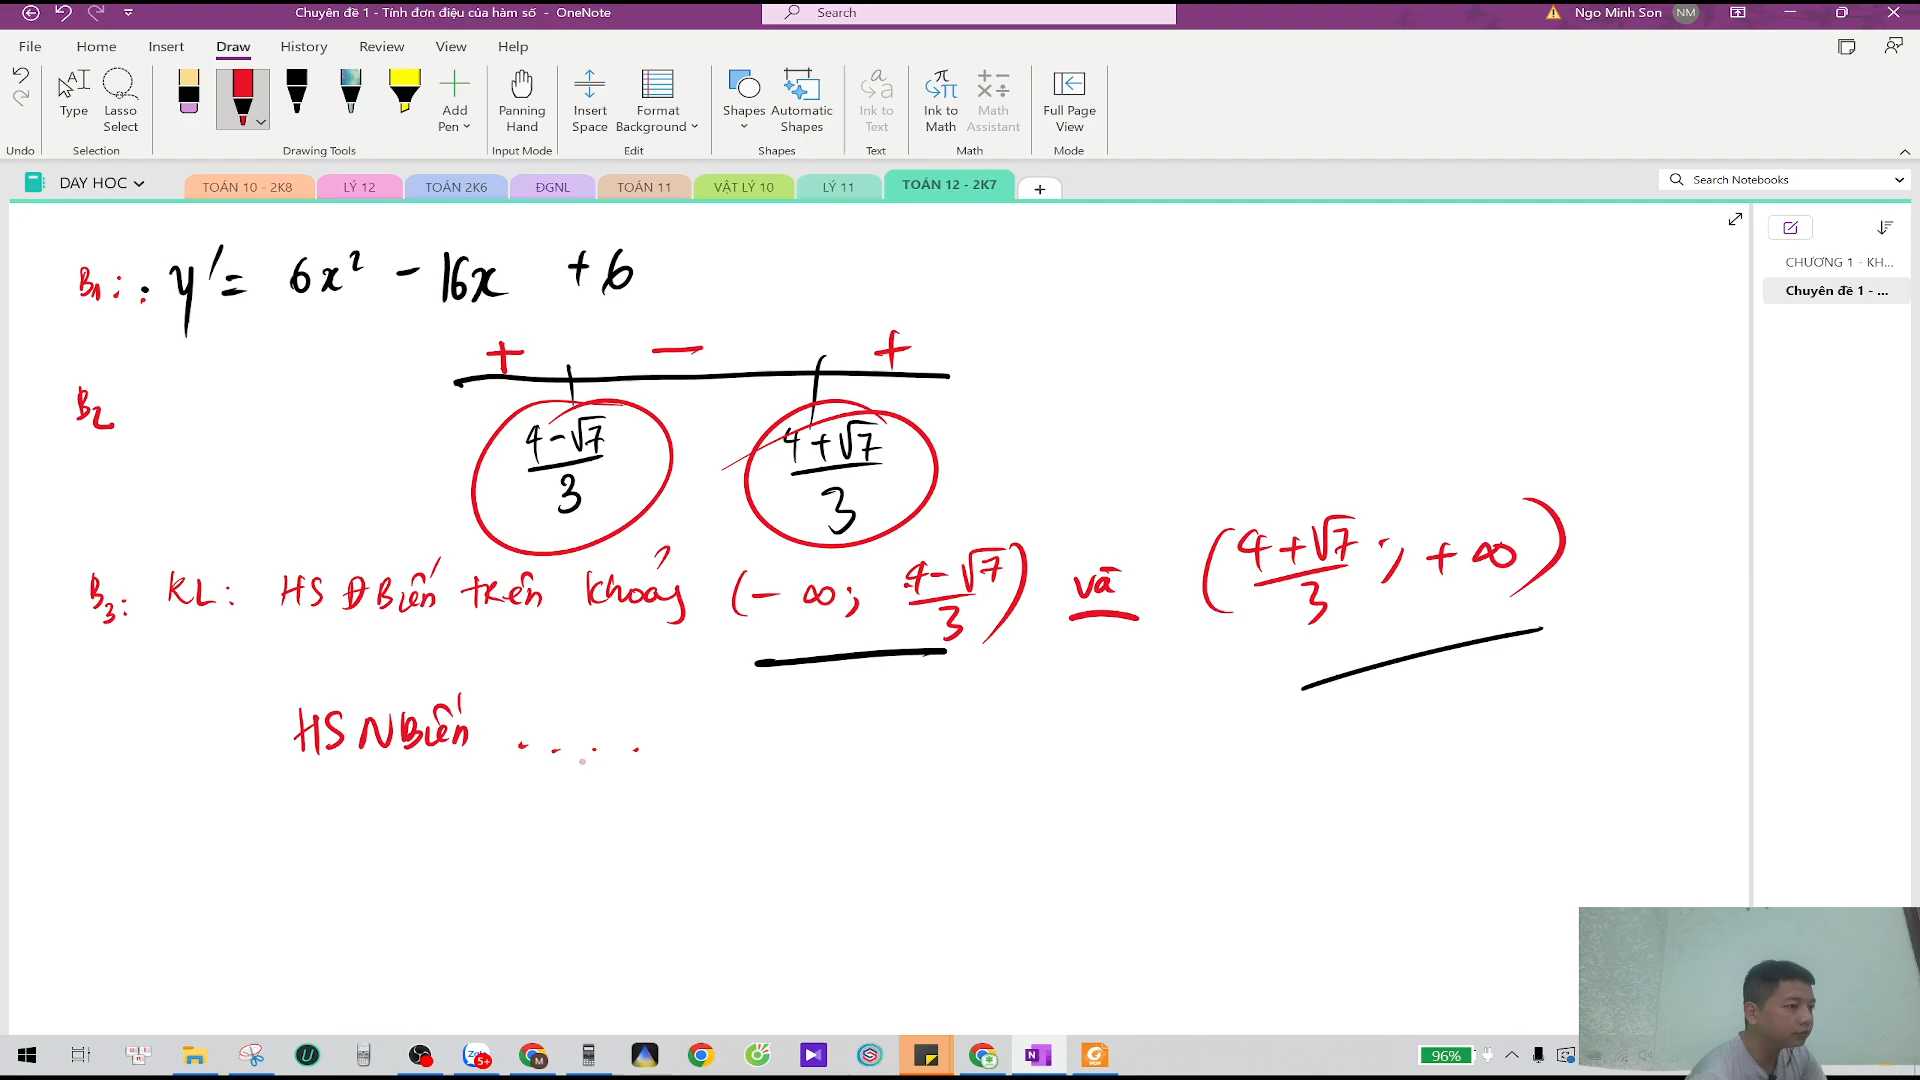 Chuyên đề 1 - Tính đơn điệu của hàm số - OneNote
Search
Ngo Minh Son NM
File Home Insert Draw History Review View Help
Type
Lasso Select
Add Pen
Panning Hand
Insert Space
Format Background
Shapes
Automatic Shapes
Ink to Text
Ink to Math
Math Assistant
Full Page View
Undo Selection Drawing Tools Input Mode Edit Shapes Text Math Mode
DAY HOC TOÁN 10 - 2K8 LÝ 12 TOÁN 2K6 ĐGNL TOÁN 11 VẬT LÝ 10 LÝ 11 TOÁN 12 - 2K7 + Search Notebooks
CHƯƠNG 1 - KH...
Chuyên đề 1 - ...
B1: y' = 6x² - 16x + 6
+ - +
B2 (4-√7)/3 (4+√7)/3
B3: KL: HS ĐBiến trên khoảng (-∞; (4-√7)/3) và ((4+√7)/3; +∞)
HS NBiến . . . .
96%